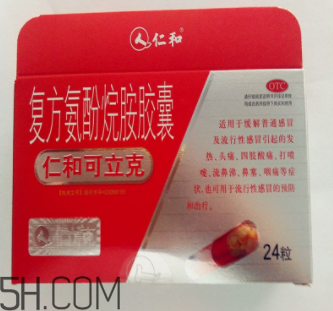 仁和
OTC
复方氨酚烷胺胶囊
仁和可立克
适用于缓解普通感冒
及流行性感冒引起的发
热、头痛、四肢酸痛、打喷
嚏、流鼻涕、鼻塞、咽痛等症
状,也可用于流行性感冒的预防
和治疗。
24粒
5H.COM